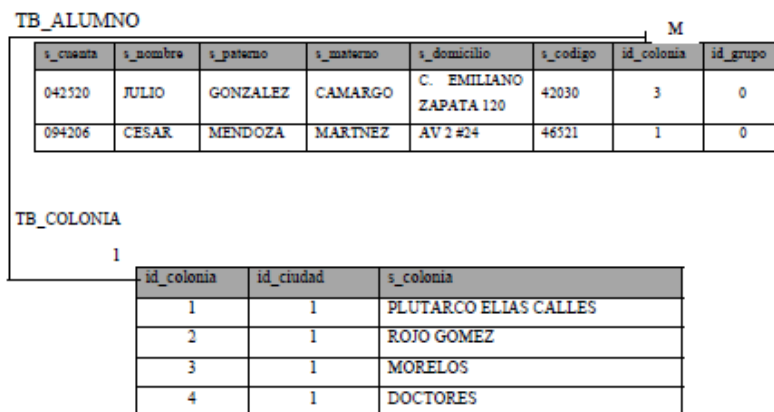 TB_ALUMNO
M
s_cuenta s_nombre s_paterno s_materno s_domicilio s_codigo id_colonia id_grupo
042520 JULIO GONZALEZ CAMARGO C. EMILIANO ZAPATA 120 42030 3 0
094206 CESAR MENDOZA MARTNEZ AV 2 #24 46521 1 0
TB_COLONIA
1
id_colonia id_ciudad s_colonia
1 1 PLUTARCO ELIAS CALLES
2 1 ROJO GOMEZ
3 1 MORELOS
4 1 DOCTORES